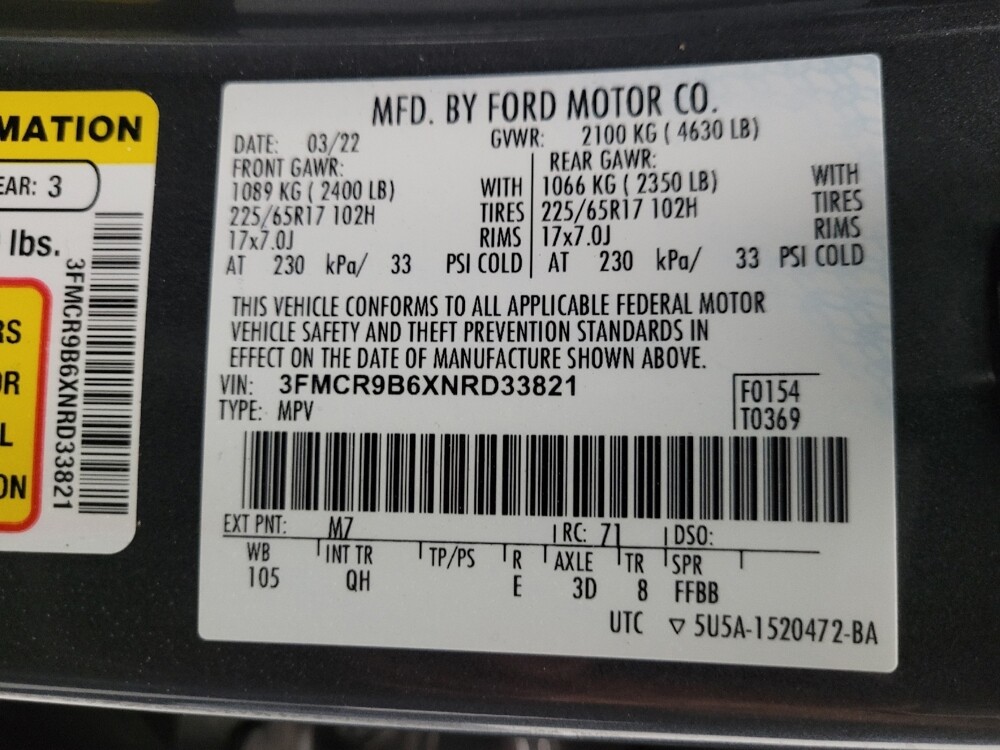 MATION
EAR: 3
lbs.
3FMCR9B6XNRD33821
RS
OR
L
ON
MFD. BY FORD MOTOR CO.
DATE: 03/22 GVWR: 2100 KG ( 4630 LB)
FRONT GAWR: REAR GAWR:
1089 KG ( 2400 LB) WITH 1066 KG ( 2350 LB) WITH
225/65R17 102H TIRES 225/65R17 102H TIRES
17x7.0J RIMS 17x7.0J RIMS
AT 230 kPa/ 33 PSI COLD AT 230 kPa/ 33 PSI COLD
THIS VEHICLE CONFORMS TO ALL APPLICABLE FEDERAL MOTOR
VEHICLE SAFETY AND THEFT PREVENTION STANDARDS IN
EFFECT ON THE DATE OF MANUFACTURE SHOWN ABOVE.
VIN: 3FMCR9B6XNRD33821 F0154
TYPE: MPV T0369
EXT PNT: M7 RC: 71 DSO:
WB INT TR TP/PS R AXLE TR SPR
105 QH E 3D 8 FFBB
UTC ▽ 5U5A-1520472-BA